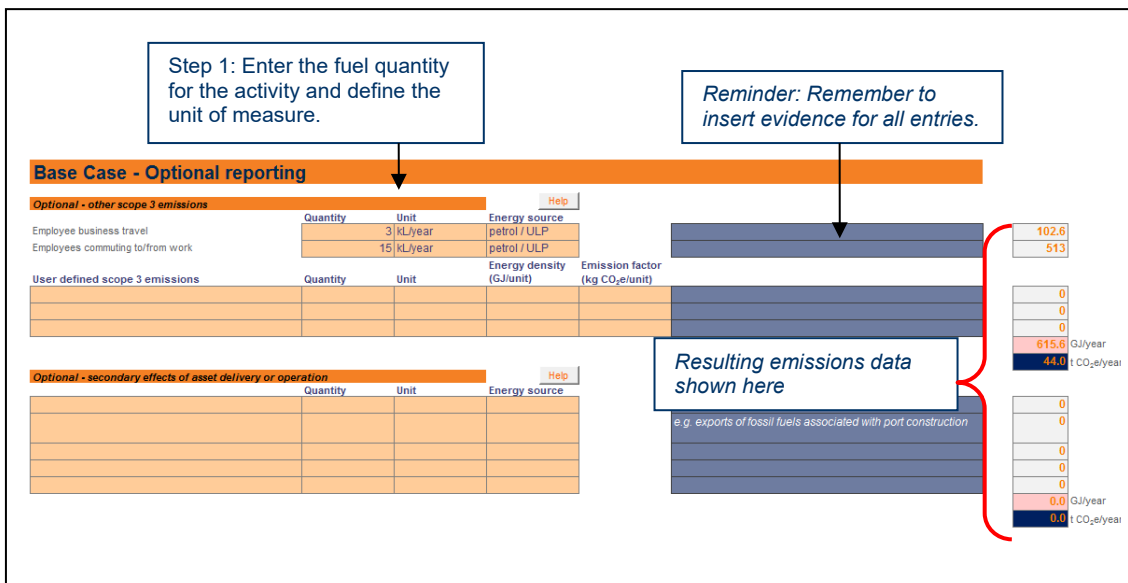 Step 1: Enter the fuel quantity
for the activity and define the
unit of measure.
Reminder: Remember to
insert evidence for all entries.
Base Case - Optional reporting
Optional - other scope 3 emissions
Help
Quantity Unit Energy source
Employee business travel 3 kL/year petrol / ULP 102.6
Employees commuting to/from work 15 kL/year petrol / ULP 513
User defined scope 3 emissions Quantity Unit Energy density (GJ/unit) Emission factor (kg CO₂e/unit)
0
0
0
615.6 GJ/year
44.0 t CO₂e/year
Resulting emissions data
shown here
Optional - secondary effects of asset delivery or operation
Help
Quantity Unit Energy source
0
e.g. exports of fossil fuels associated with port construction 0
0
0
0
0.0 GJ/year
0.0 t CO₂e/year